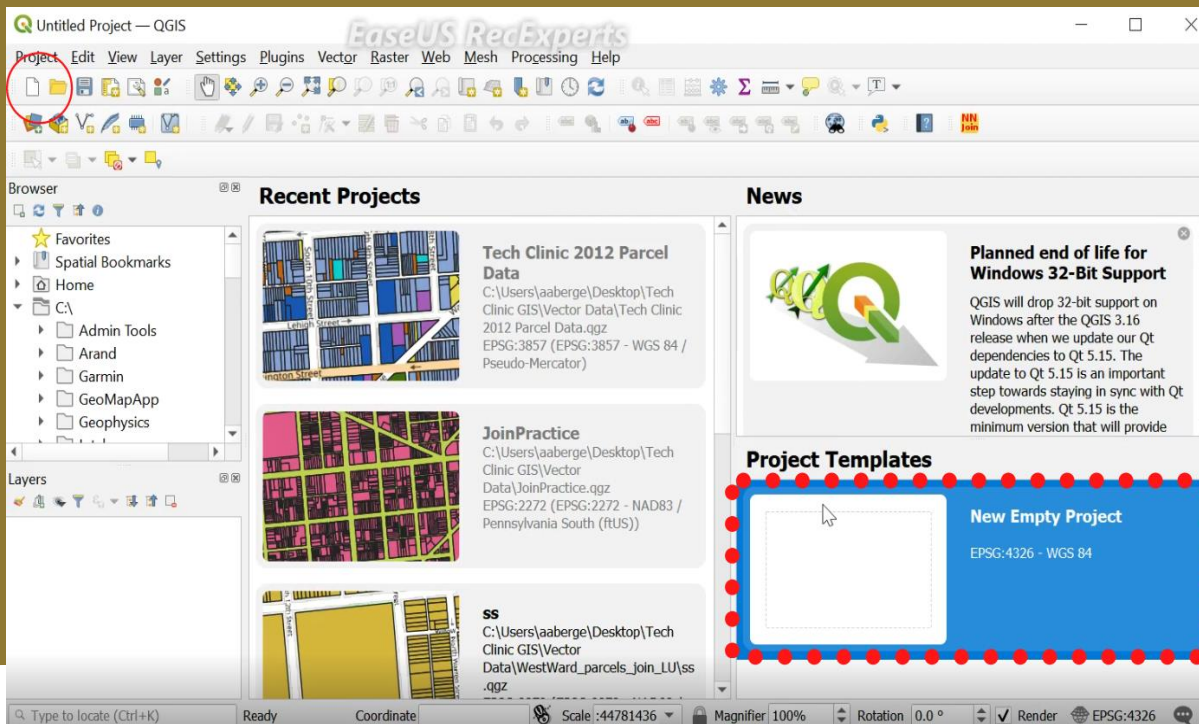 Untitled Project — QGIS
EaseUS RecExperts
Project Edit View Layer Settings Plugins Vector Raster Web Mesh Processing Help
NN
join
Browser
Favorites
Spatial Bookmarks
Home
C:\
Admin Tools
Arand
Garmin
GeoMapApp
Geophysics
Layers
Recent Projects
Lehigh Street
Tech Clinic 2012 Parcel
Data
C:\Users\aaberge\Desktop\Tech
Clinic GIS\Vector Data\Tech Clinic
2012 Parcel Data.qgz
EPSG:3857 (EPSG:3857 - WGS 84 /
Pseudo-Mercator)
JoinPractice
C:\Users\aaberge\Desktop\Tech
Clinic GIS\Vector
Data\JoinPractice.qgz
EPSG:2272 (EPSG:2272 - NAD83 /
Pennsylvania South (ftUS))
ss
C:\Users\aaberge\Desktop\Tech
Clinic GIS\Vector
Data\WestWard_parcels_join_LU\ss
.qgz
News
Planned end of life for
Windows 32-Bit Support
QGIS will drop 32-bit support on
Windows after the QGIS 3.16
release when we update our Qt
dependencies to Qt 5.15. The
update to Qt 5.15 is an important
step towards staying in sync with Qt
developments. Qt 5.15 is the
minimum version that will provide
Project Templates
New Empty Project
EPSG:4326 - WGS 84
Type to locate (Ctrl+K) Ready Coordinate Scale :44781436 Magnifier 100% Rotation 0.0 ° Render EPSG:4326